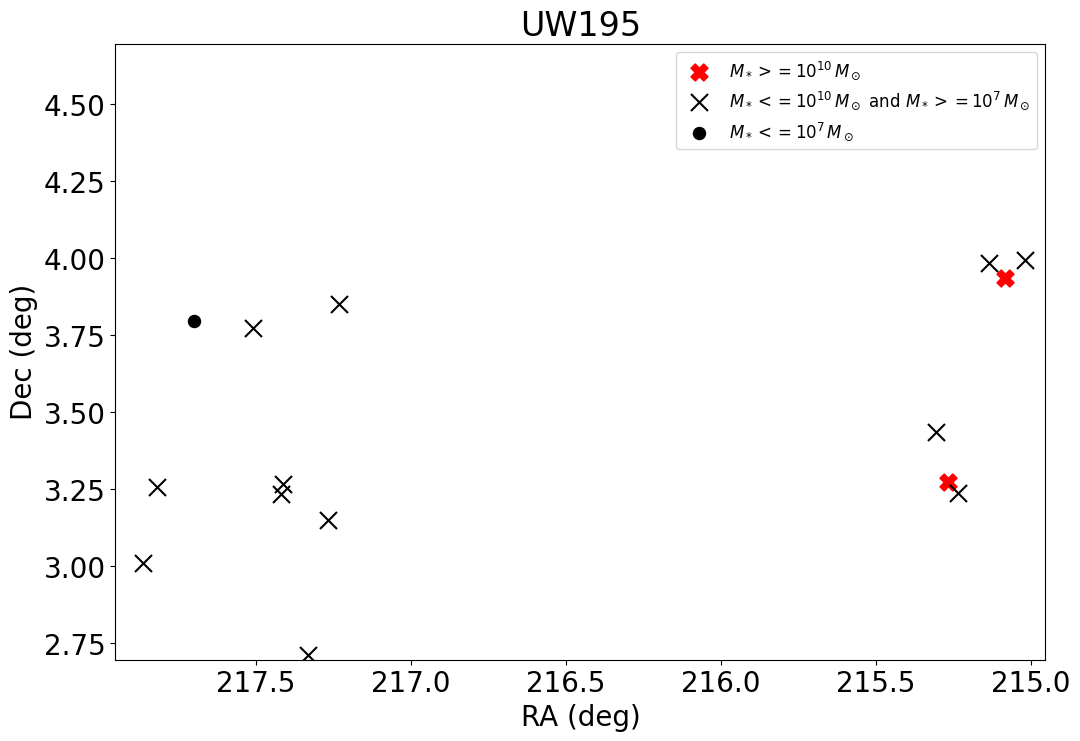 UW195
M* >= 10^10 M⊙
M* <= 10^10 M⊙ and M* >= 10^7 M⊙
M* <= 10^7 M⊙
Dec (deg)
4.50
4.25
4.00
3.75
3.50
3.25
3.00
2.75
217.5 217.0 216.5 216.0 215.5 215.0
RA (deg)